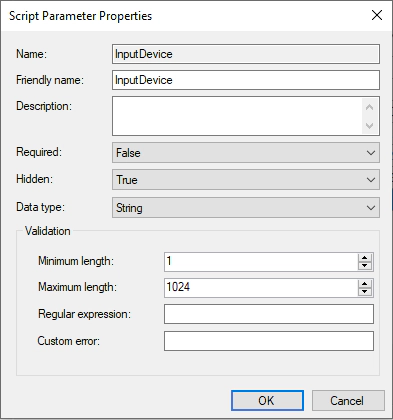 Script Parameter Properties
Name: InputDevice
Friendly name: InputDevice
Description:
Required: False
Hidden: True
Data type: String
Validation
Minimum length: 1
Maximum length: 1024
Regular expression:
Custom error:
OK Cancel